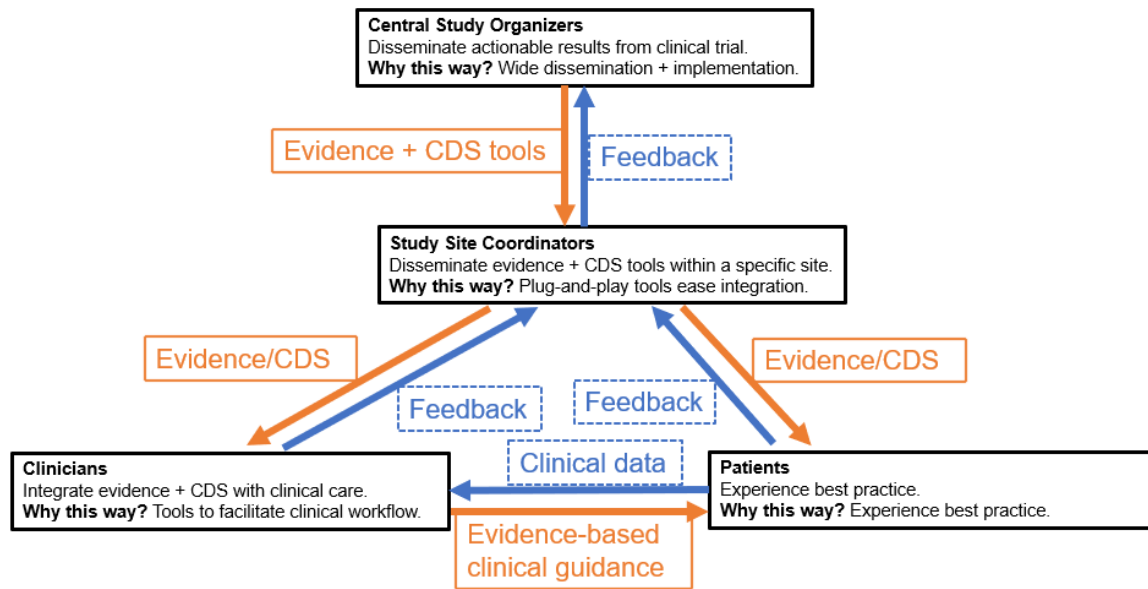 Central Study Organizers
Disseminate actionable results from clinical trial.
Why this way? Wide dissemination + implementation.
Evidence + CDS tools
Feedback
Study Site Coordinators
Disseminate evidence + CDS tools within a specific site.
Why this way? Plug-and-play tools ease integration.
Evidence/CDS
Feedback
Feedback
Evidence/CDS
Clinicians
Integrate evidence + CDS with clinical care.
Why this way? Tools to facilitate clinical workflow.
Clinical data
Evidence-based
clinical guidance
Patients
Experience best practice.
Why this way? Experience best practice.